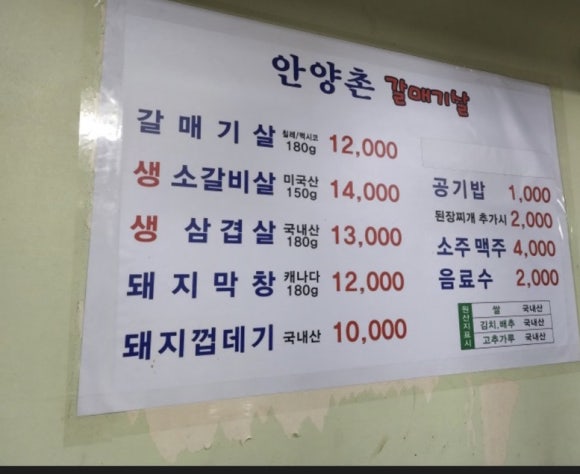 안양촌 갈매기살
갈매기살 칠레/멕시코 180g 12,000
생 소갈비살 미국산 150g 14,000
생 삼겹살 국내산 180g 13,000
돼지막창 캐나다 180g 12,000
돼지껍데기 국내산 10,000
공기밥 1,000
된장찌개 추가시 2,000
소주맥주 4,000
음료수 2,000
원산지표시
쌀 국내산
김치,배추 국내산
고추가루 국내산